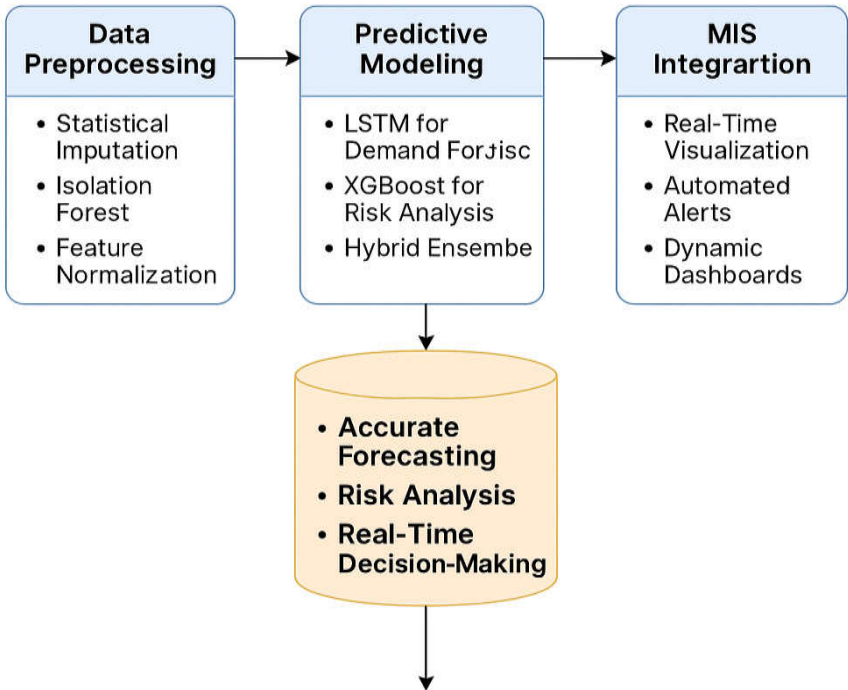 Data
Preprocessing
• Statistical
Imputation
• Isolation
Forest
• Feature
Normalization
Predictive
Modeling
• LSTM for
Demand Forɹisc
• XGBoost for
Risk Analysis
• Hybrid Ensembe
MIS
Integrartion
• Real-Time
Visualization
• Automated
Alerts
• Dynamic
Dashboards
• Accurate
Forecasting
• Risk Analysis
• Real-Time
Decision-Making